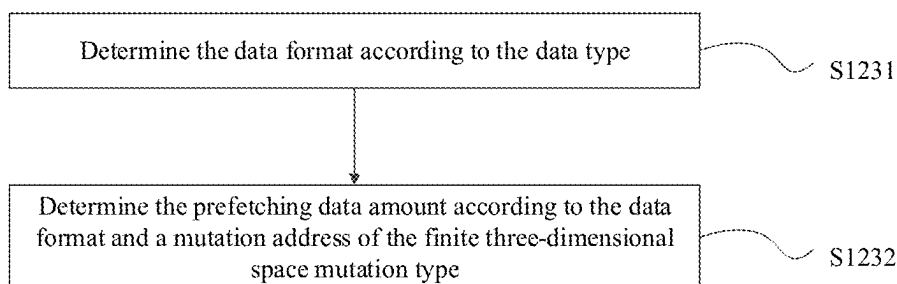 Determine the data format according to the data type
S1231
Determine the prefetching data amount according to the data
format and a mutation address of the finite three-dimensional
space mutation type
S1232